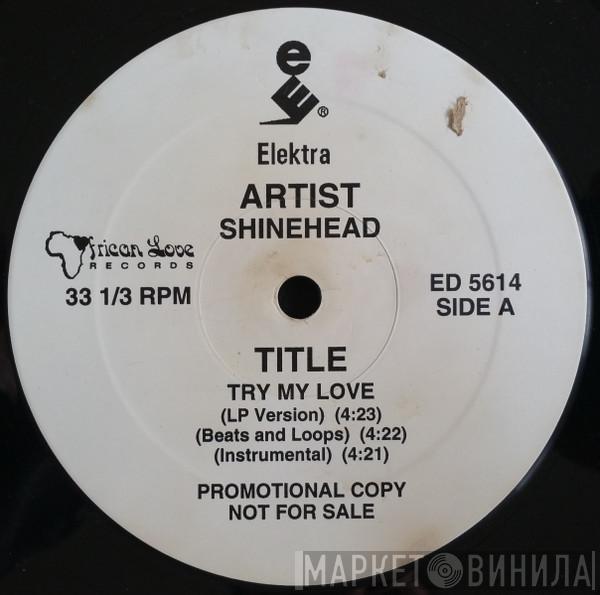 e
®
Elektra
ARTIST
SHINEHEAD
African Love
RECORDS
33 1/3 RPM
ED 5614
SIDE A
TITLE
TRY MY LOVE
(LP Version) (4:23)
(Beats and Loops) (4:22)
(Instrumental) (4:21)
PROMOTIONAL COPY
NOT FOR SALE
МАРКЕТ ВИНИЛА